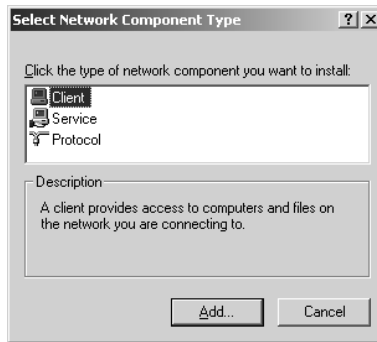 Select Network Component Type
? X
Click the type of network component you want to install:
Client
Service
Protocol
Description
A client provides access to computers and files on
the network you are connecting to.
Add... Cancel